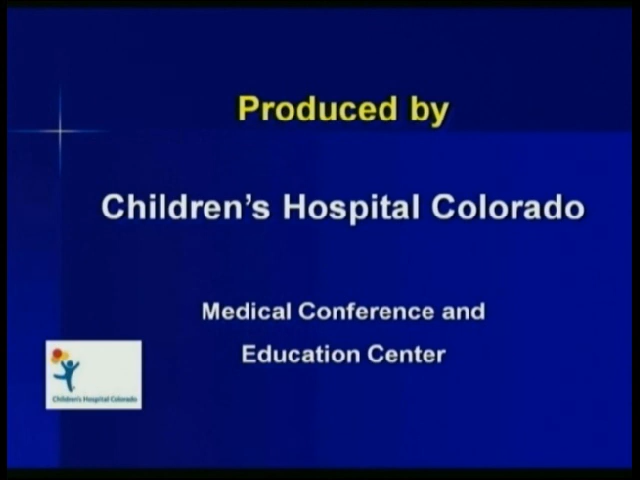 Produced by
Children's Hospital Colorado
Medical Conference and
Education Center
Children's Hospital Colorado